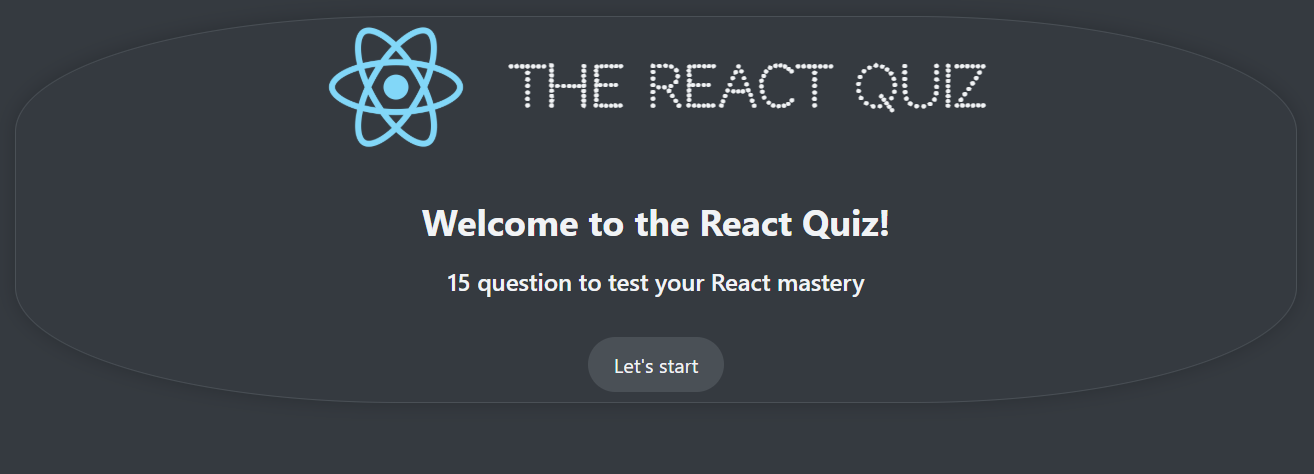 THE REACT QUIZ
Welcome to the React Quiz!
15 question to test your React mastery
Let's start